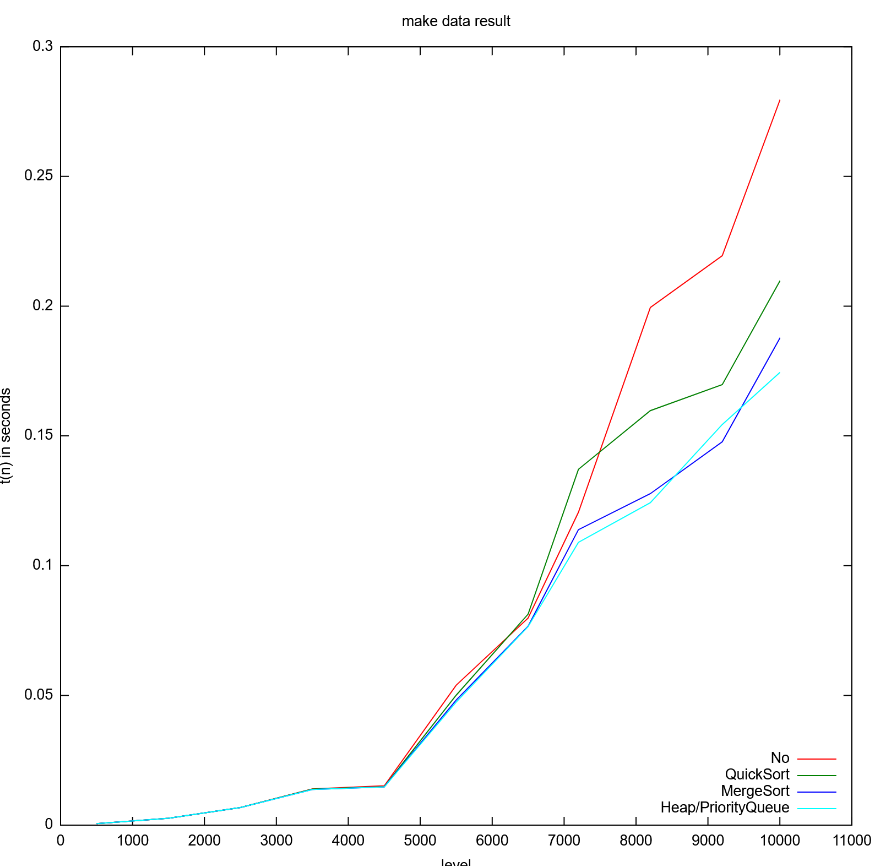 make data result
0.3
0.25
0.2
0.15
0.1
0.05
0
t(n) in seconds
No
QuickSort
MergeSort
Heap/PriorityQueue
0 1000 2000 3000 4000 5000 6000 7000 8000 9000 10000 11000
level